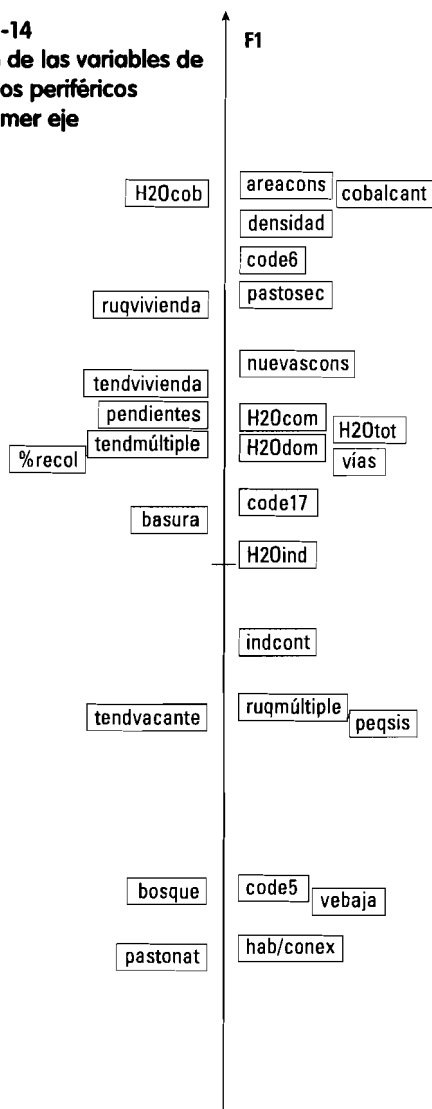 -14
de las variables de
os periféricos
mer eje
F1
H2Ocob
areacons
cobalcant
densidad
code6
ruqvivienda
pastosec
nuevascons
tendvivienda
pendientes
H2Ocom
H2Otot
tendmúltiple
H2Odom
%recol
vías
code17
basura
H2Oind
indcont
ruqmúltiple
tendvacante
peqsis
code5
bosque
vebaja
hab/conex
pastonat